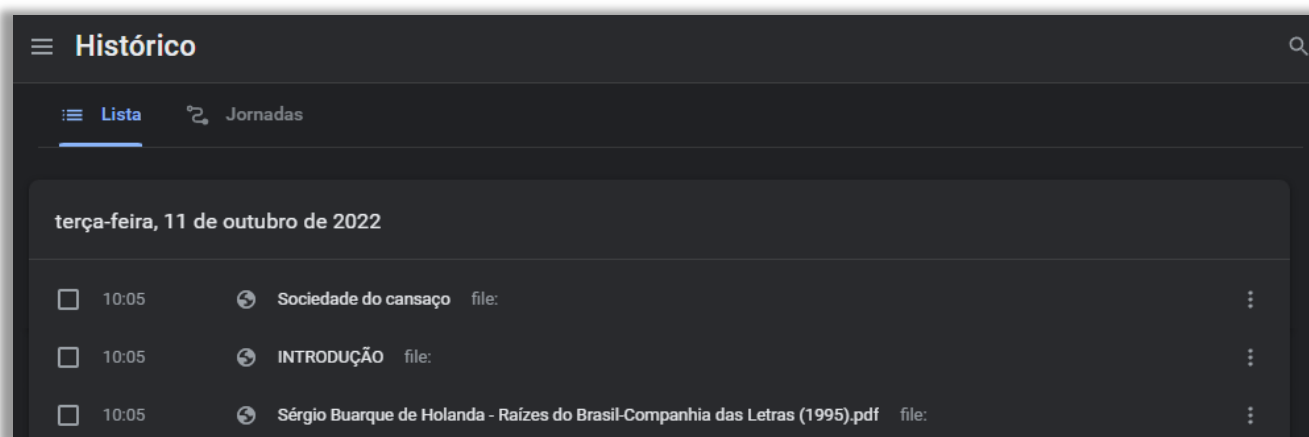 Histórico
Lista Jornadas
terça-feira, 11 de outubro de 2022
10:05 Sociedade do cansaço file:
10:05 INTRODUÇÃO file:
10:05 Sérgio Buarque de Holanda - Raízes do Brasil-Companhia das Letras (1995).pdf file: